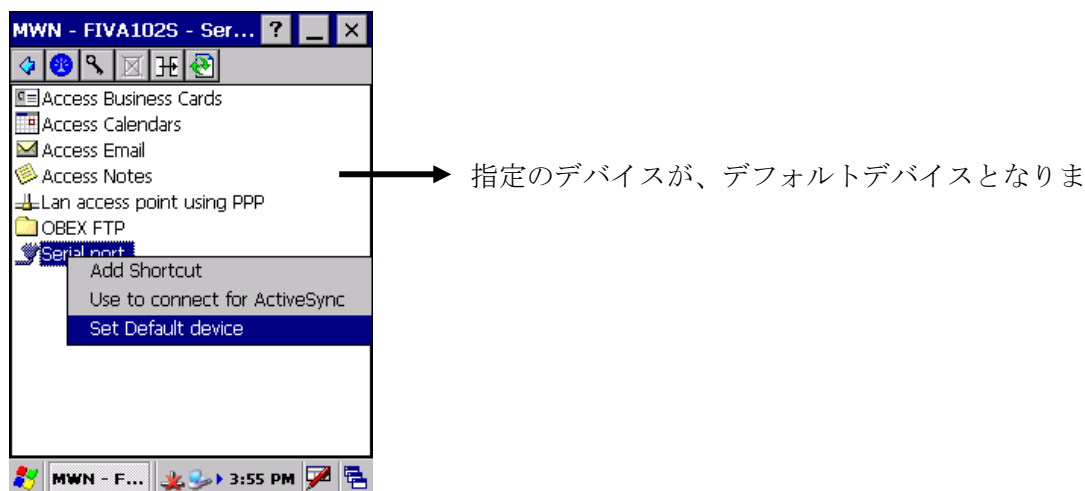 MWN - FIVA102S - Ser...
Access Business Cards
Access Calendars
Access Email
Access Notes
指定のデバイスが、デフォルトデバイスとなりま
Lan access point using PPP
OBEX FTP
Serial port
Add Shortcut
Use to connect for ActiveSync
Set Default device
MWN - F... 3:55 PM